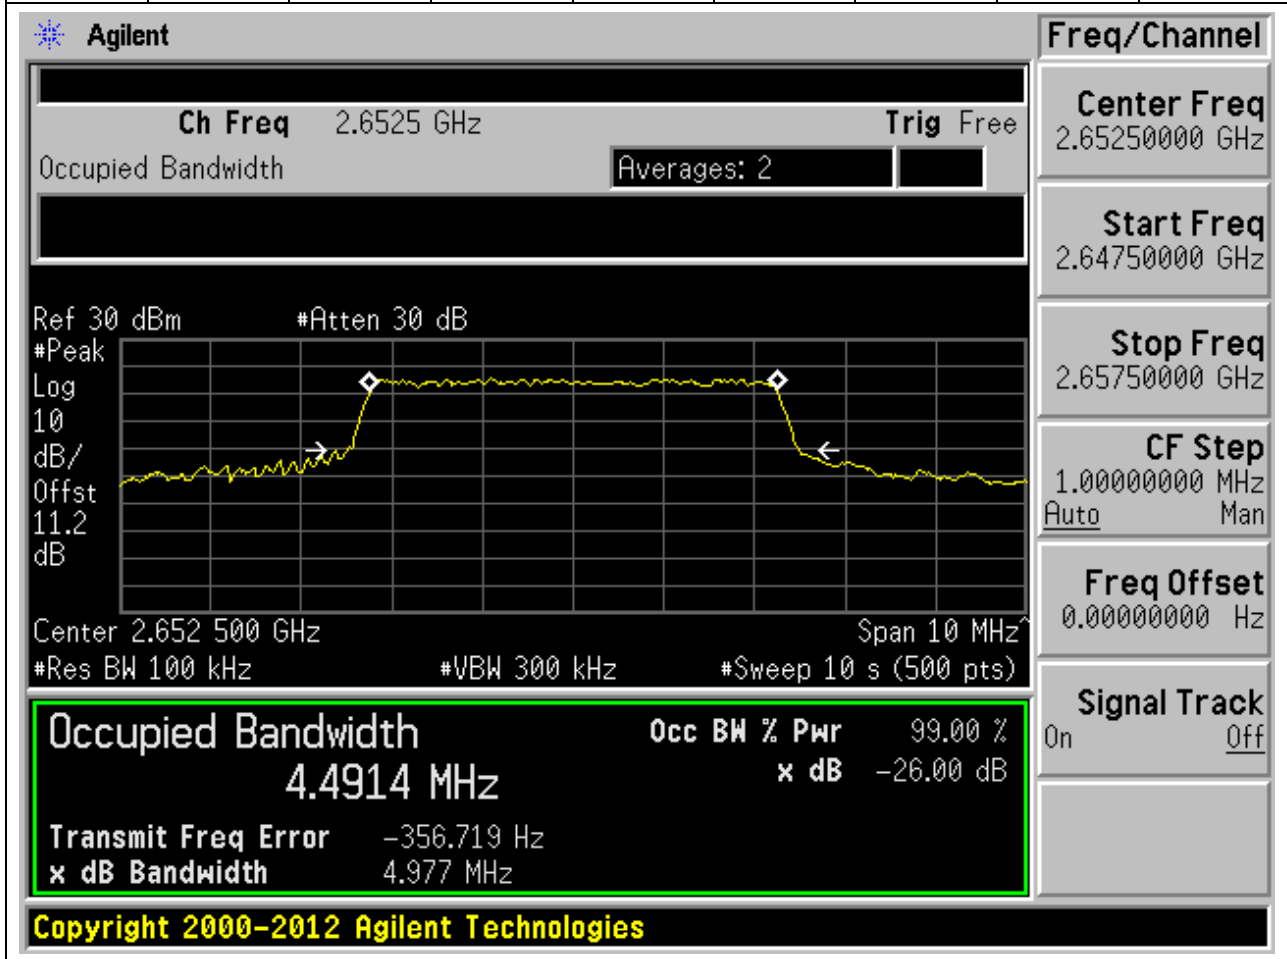 Agilent
Freq/Channel
Ch Freq 2.6525 GHz Trig Free
Occupied Bandwidth Averages: 2
Center Freq
2.65250000 GHz
Start Freq
2.64750000 GHz
Stop Freq
2.65750000 GHz
CF Step
1.00000000 MHz
Auto Man
Freq Offset
0.00000000 Hz
Signal Track
On Off
Ref 30 dBm #Atten 30 dB
#Peak
Log
10
dB/
Offst
11.2
dB
Center 2.652 500 GHz Span 10 MHz^
#Res BW 100 kHz #VBW 300 kHz #Sweep 10 s (500 pts)
Occupied Bandwidth Occ BW % Pwr 99.00 %
4.4914 MHz x dB -26.00 dB
Transmit Freq Error -356.719 Hz
x dB Bandwidth 4.977 MHz
Copyright 2000-2012 Agilent Technologies